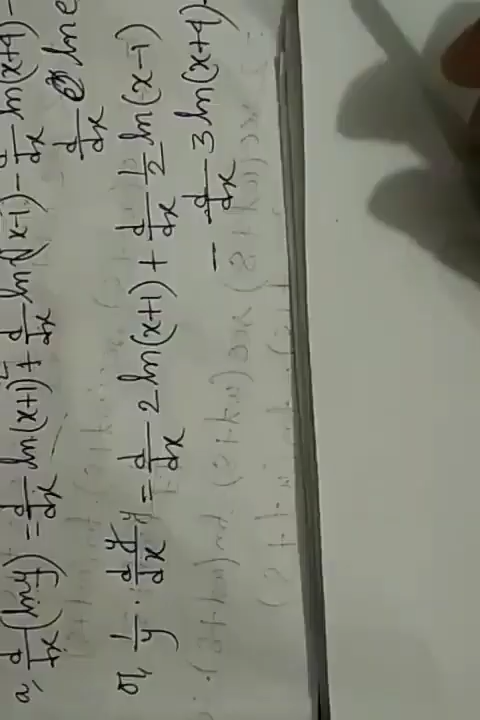 a, d/dx (ln y) = d/dx ln(x+1)² + d/dx ln(x-1) - d/dx ln(x+4)
d/dx ln e
or, 1/y · dy/dx = d/dx 2 ln(x+1) + d/dx 1/2 ln(x-1)
- d/dx 3 ln(x+4)